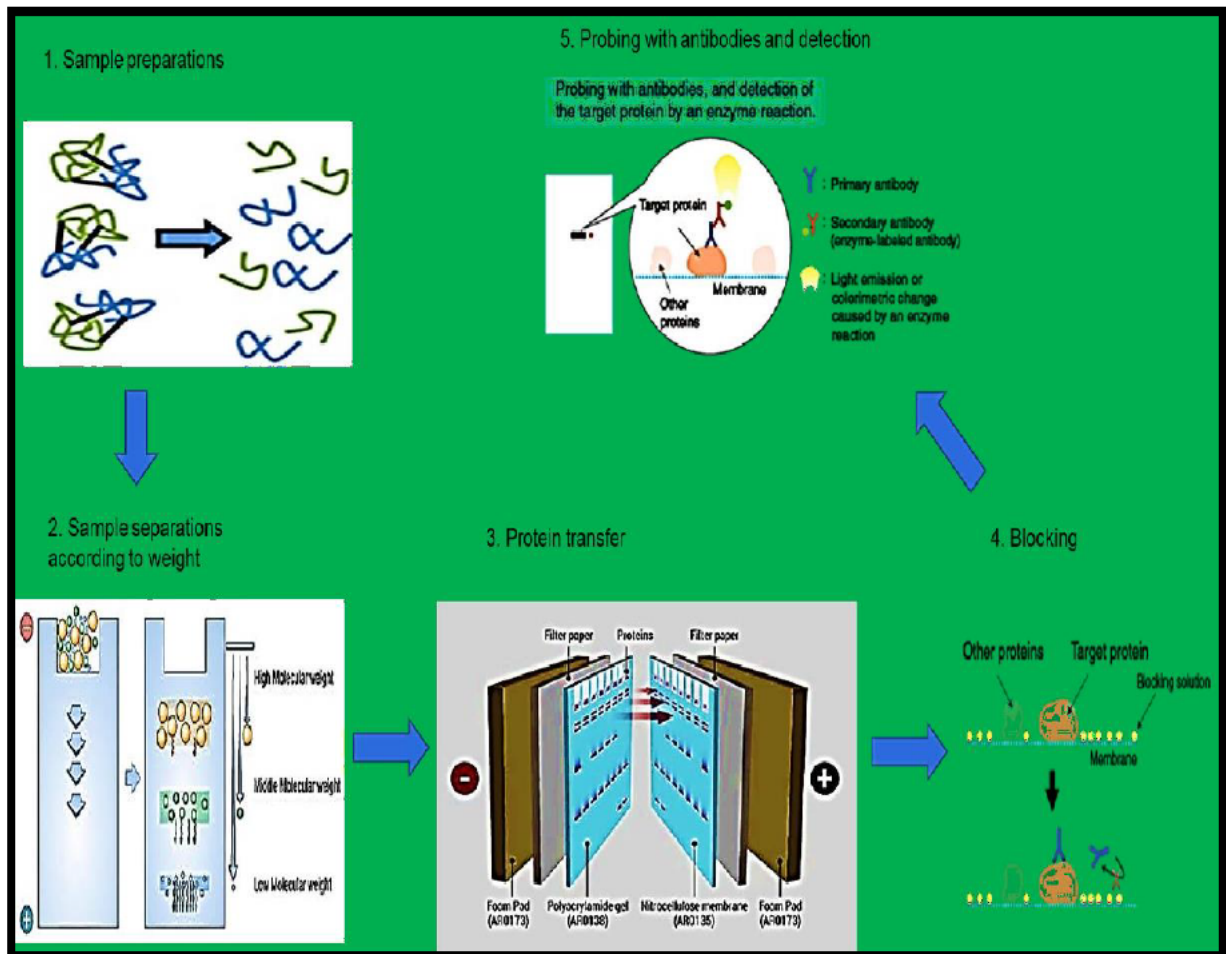 1. Sample preparations
2. Sample separations
according to weight
−
+
High Molecular weight
Middle Molecular weight
Low Molecular weight
3. Protein transfer
Filter paper
Proteins
Filter paper
-
+
Foam Pad
(AR0173)
Polyacrylamide gel
(AR0138)
Nitrocellulose membrane
(AR0135)
Foam Pad
(AR0173)
4. Blocking
Other proteins
Target protein
Blocking solution
Membrane
5. Probing with antibodies and detection
Probing with antibodies, and detection of
the target protein by an enzyme reaction.
Target protein
Other
proteins
Membrane
: Primary antibody
: Secondary antibody
(enzyme-labeled antibody)
: Light emission or
colorimetric change
caused by an enzyme
reaction